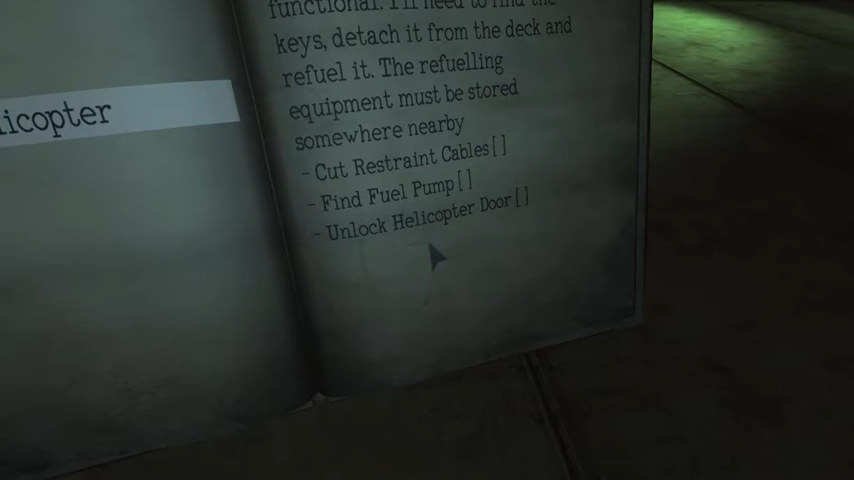 licopter
functional. I'll need to find the
keys, detach it from the deck and
refuel it. The refuelling
equipment must be stored
somewhere nearby
- Cut Restraint Cables[ ]
- Find Fuel Pump[ ]
- Unlock Helicopter Door[ ]